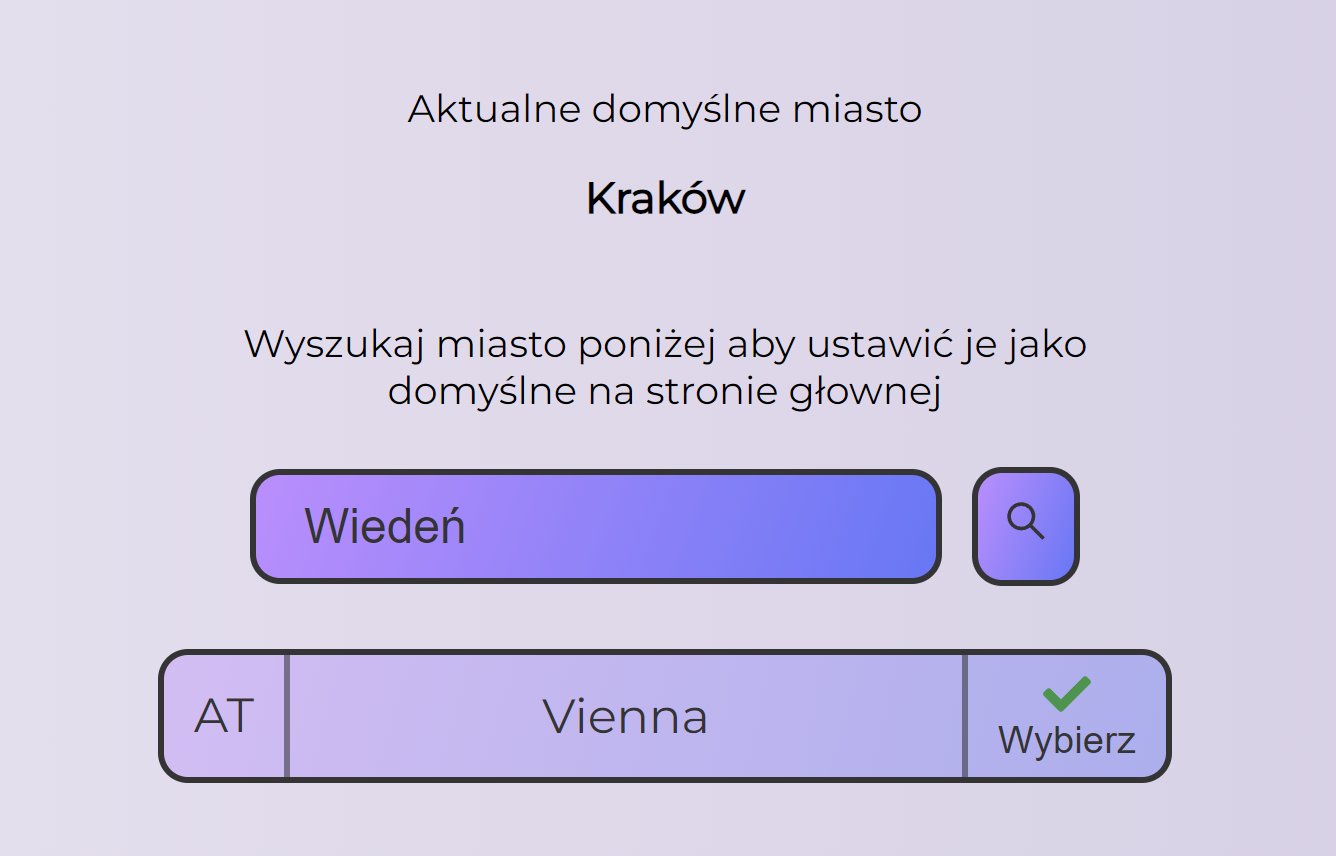 Aktualne domyślne miasto
Kraków
Wyszukaj miasto poniżej aby ustawić je jako
domyślne na stronie głownej
Wiedeń
AT
Vienna
Wybierz